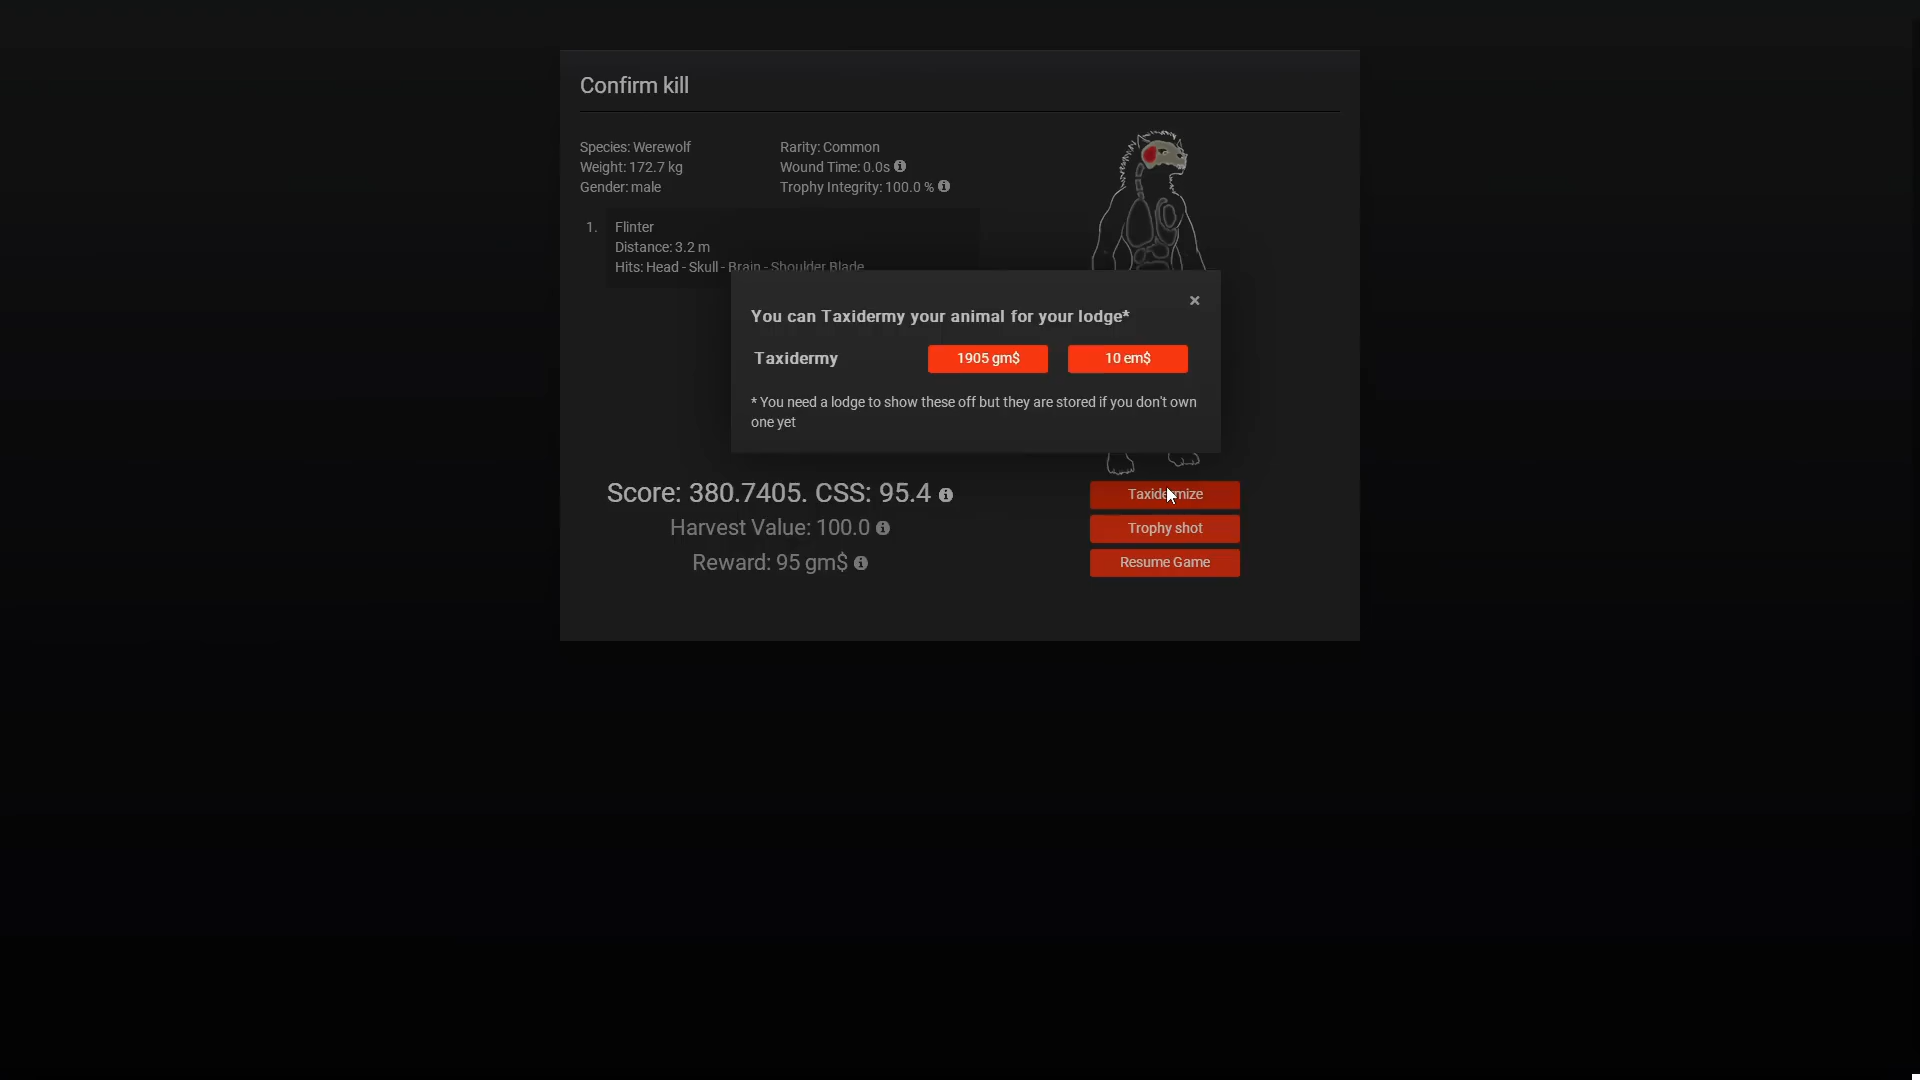 Confirm kill
Species: Werewolf
Weight: 172.7 kg
Gender: male
Rarity: Common
Wound Time: 0.0s
Trophy Integrity: 100.0 %
1. Flinter
Distance: 3.2 m
Hits: Head - Skull - Brain - Shoulder Blade
×
You can Taxidermy your animal for your lodge*
Taxidermy 1905 gm$ 10 em$
* You need a lodge to show these off but they are stored if you don't own
one yet
Score: 380.7405. CSS: 95.4
Harvest Value: 100.0
Reward: 95 gm$
Taxidermize
Trophy shot
Resume Game